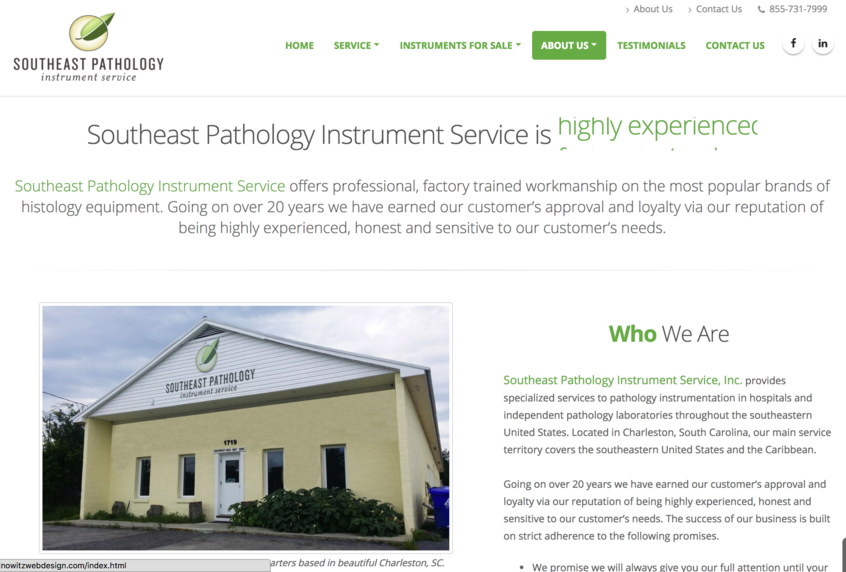 About Us
Contact Us
855-731-7999
SOUTHEAST PATHOLOGY
instrument service
HOME
SERVICE
INSTRUMENTS FOR SALE
ABOUT US
TESTIMONIALS
CONTACT US
f
in
Southeast Pathology Instrument Service is highly experienced
Southeast Pathology Instrument Service offers professional, factory trained workmanship on the most popular brands of
histology equipment. Going on over 20 years we have earned our customer's approval and loyalty via our reputation of
being highly experienced, honest and sensitive to our customer's needs.
SOUTHEAST PATHOLOGY
instrument service
1719
Who We Are
Southeast Pathology Instrument Service, Inc. provides
specialized services to pathology instrumentation in hospitals and
independent pathology laboratories throughout the southeastern
United States. Located in Charleston, South Carolina, our main service
territory covers the southeastern United States and the Caribbean.
Going on over 20 years we have earned our customer's approval and
loyalty via our reputation of being highly experienced, honest and
sensitive to our customer's needs. The success of our business is built
on strict adherence to the following promises.
• We promise we will always give you our full attention until your
arters based in beautiful Charleston, SC.
nowitzwebdesign.com/index.html